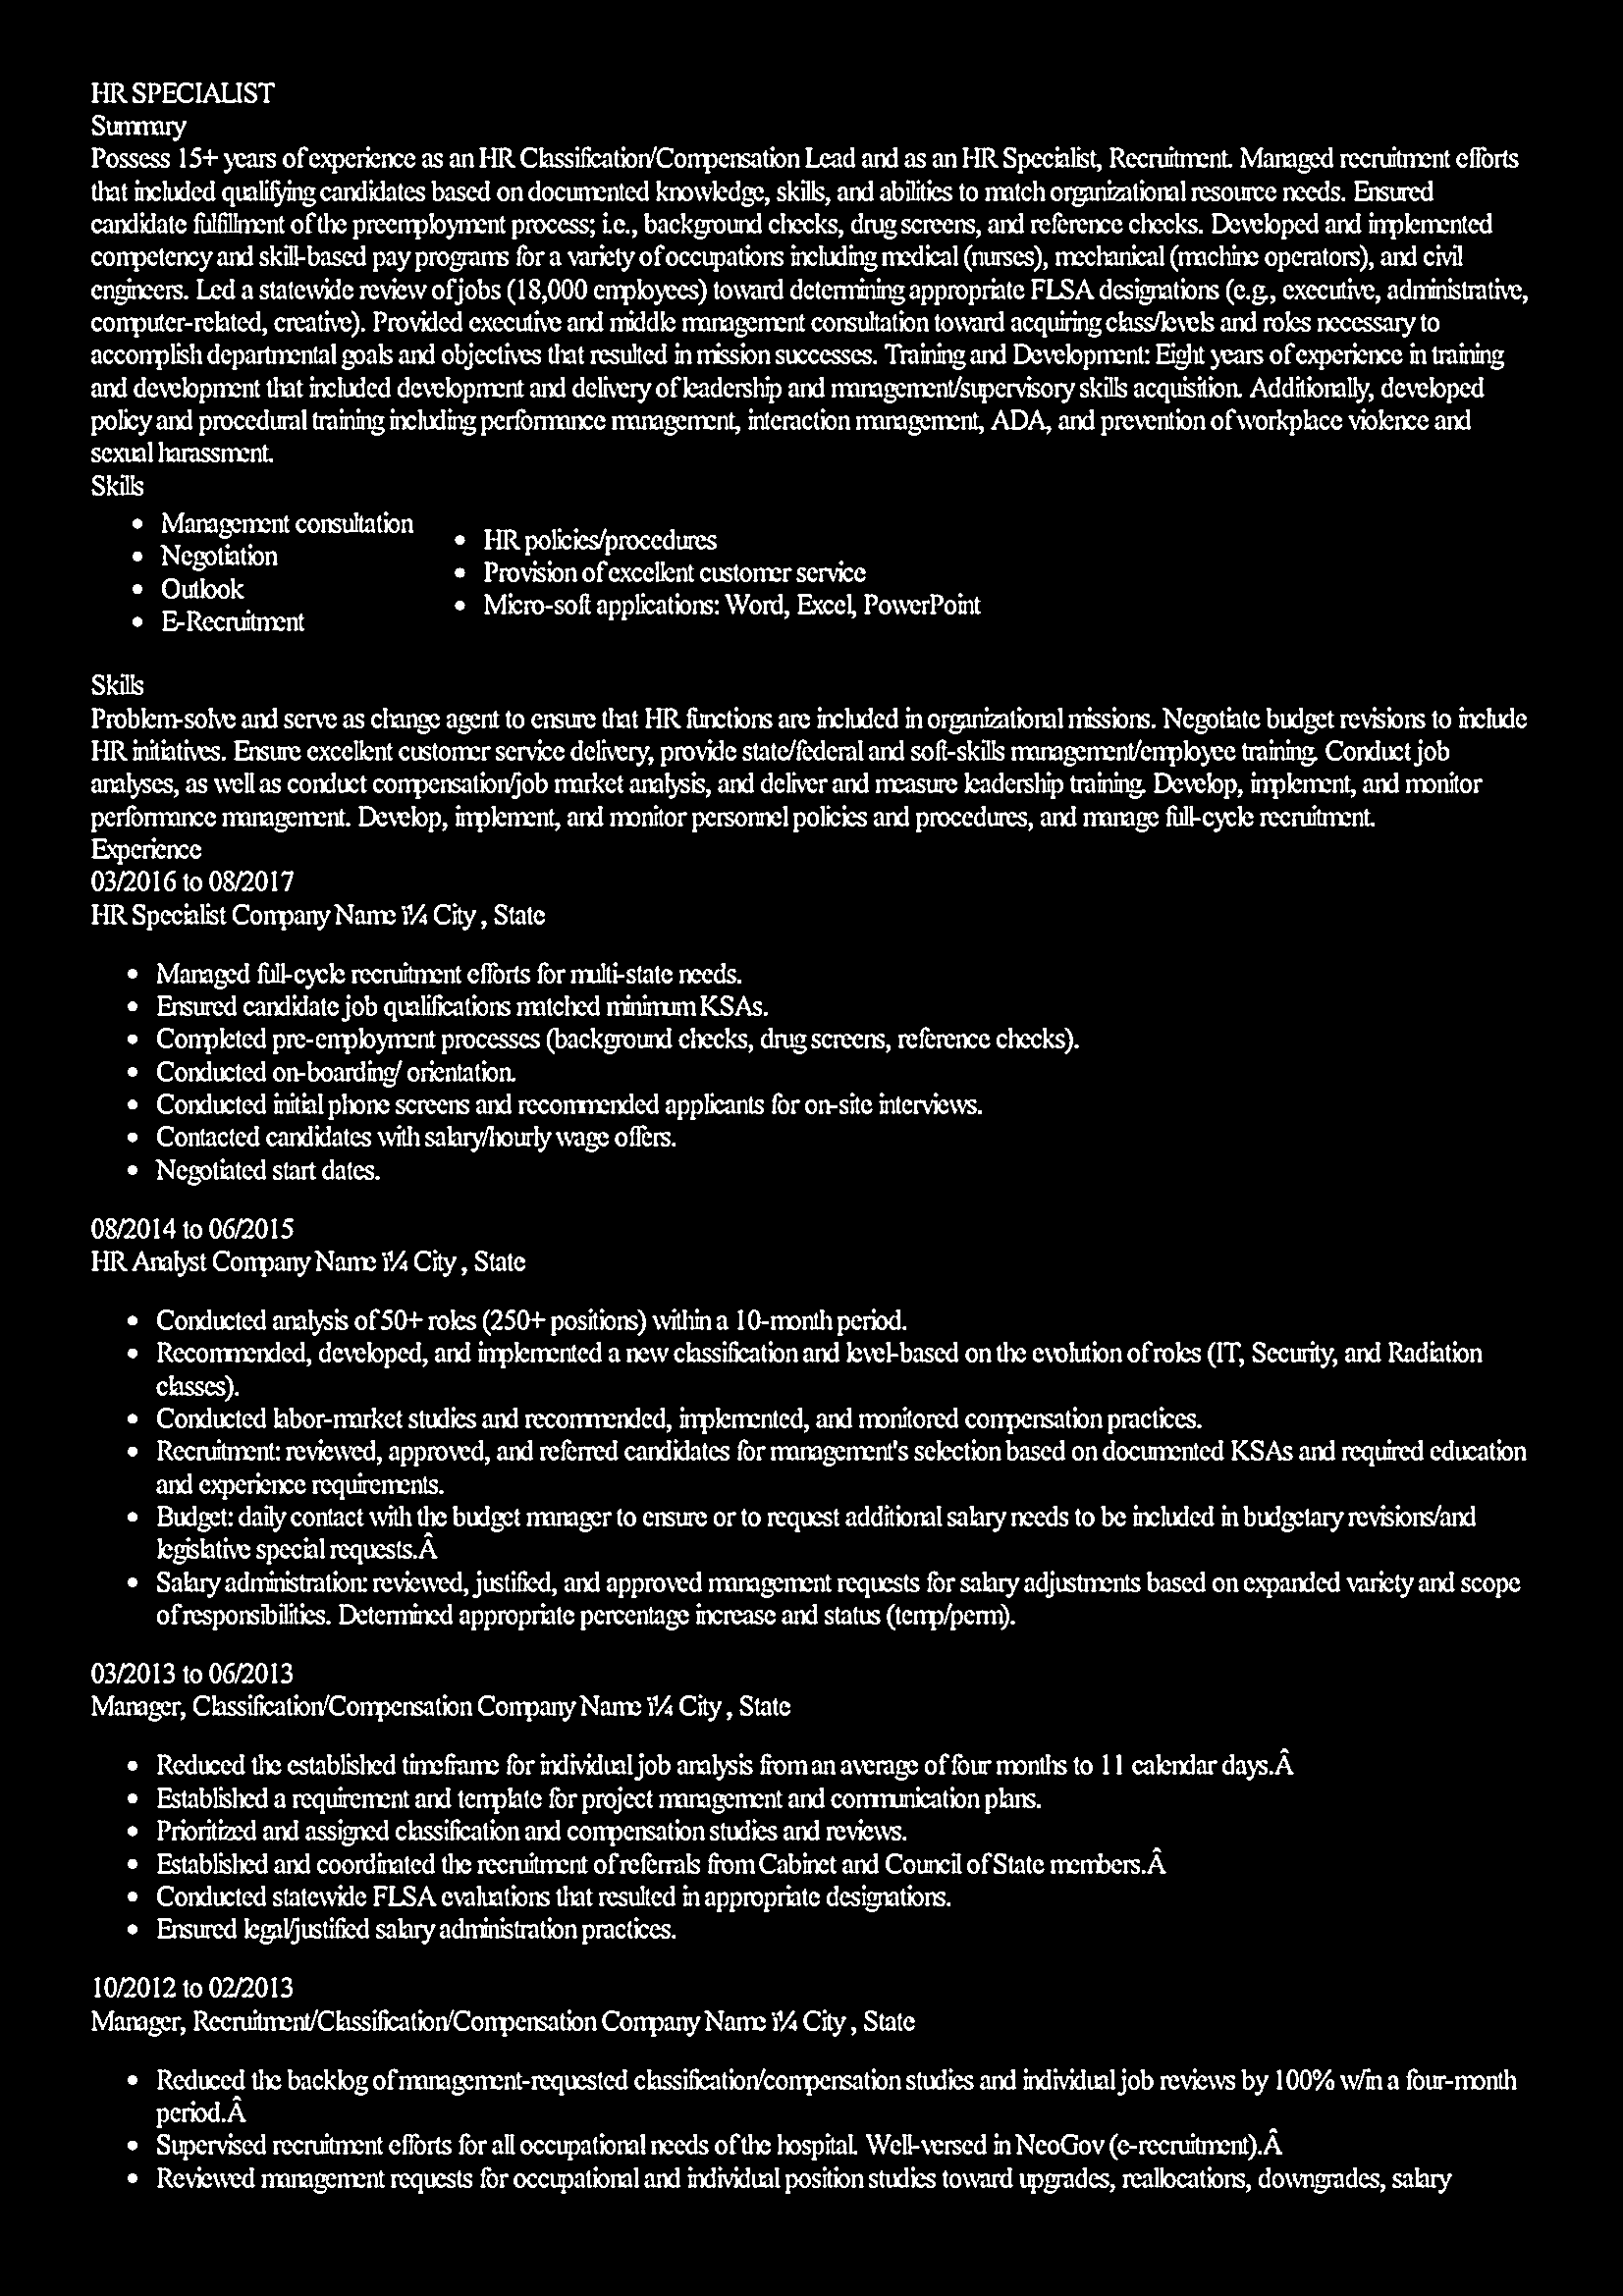 HR SPECIALIST
Summary
Possess 15+ years of experience as an HR Classification/Compensation Lead and as an HR Specialist, Recruitment. Managed recruitment efforts
that included qualifying candidates based on documented knowledge, skills, and abilities to match organizational resource needs. Ensured
candidate fulfillment of the preemployment process; i.e., background checks, drug screens, and reference checks. Developed and implemented
competency and skill-based pay programs for a variety of occupations including medical (nurses), mechanical (machine operators), and civil
engineers. Led a statewide review of jobs (18,000 employees) toward determining appropriate FLSA designations (e.g., executive, administrative,
computer-related, creative). Provided executive and middle management consultation toward acquiring class/levels and roles necessary to
accomplish departmental goals and objectives that resulted in mission successes. Training and Development: Eight years of experience in training
and development that included development and delivery of leadership and management/supervisory skills acquisition. Additionally, developed
policy and procedural training including performance management, interaction management, ADA, and prevention of workplace violence and
sexual harassment.
Skills
• Management consultation
• Negotiation
• Outlook
• E-Recruitment
• HR policies/procedures
• Provision of excellent customer service
• Micro-soft applications: Word, Excel, PowerPoint
Skills
Problem-solve and serve as change agent to ensure that HR functions are included in organizational missions. Negotiate budget revisions to include
HR initiatives. Ensure excellent customer service delivery, provide state/federal and soft-skills management/employee training. Conduct job
analyses, as well as conduct compensation/job market analysis, and deliver and measure leadership training. Develop, implement, and monitor
performance management. Develop, implement, and monitor personnel policies and procedures, and manage full-cycle recruitment.
Experience
03/2016 to 08/2017
HR Specialist Company Name ï¼ City , State
• Managed full-cycle recruitment efforts for multi-state needs.
• Ensured candidate job qualifications matched minimum KSAs.
• Completed pre-employment processes (background checks, drug screens, reference checks).
• Conducted on-boarding/ orientation.
• Conducted initial phone screens and recommended applicants for on-site interviews.
• Contacted candidates with salary/hourly wage offers.
• Negotiated start dates.
08/2014 to 06/2015
HR Analyst Company Name ï¼ City , State
• Conducted analysis of 50+ roles (250+ positions) within a 10-month period.
• Recommended, developed, and implemented a new classification and level-based on the evolution of roles (IT, Security, and Radiation
classes).
• Conducted labor-market studies and recommended, implemented, and monitored compensation practices.
• Recruitment: reviewed, approved, and referred candidates for management's selection based on documented KSAs and required education
and experience requirements.
• Budget: daily contact with the budget manager to ensure or to request additional salary needs to be included in budgetary revisions/and
legislative special requests.Â
• Salary administration: reviewed, justified, and approved management requests for salary adjustments based on expanded variety and scope
of responsibilities. Determined appropriate percentage increase and status (temp/perm).
03/2013 to 06/2013
Manager, Classification/Compensation Company Name ï¼ City , State
• Reduced the established timeframe for individual job analysis from an average of four months to 11 calendar days.Â
• Established a requirement and template for project management and communication plans.
• Prioritized and assigned classification and compensation studies and reviews.
• Established and coordinated the recruitment of referrals from Cabinet and Council of State members.Â
• Conducted statewide FLSA evaluations that resulted in appropriate designations.
• Ensured legal/justified salary administration practices.
10/2012 to 02/2013
Manager, Recruitment/Classification/Compensation Company Name ï¼ City , State
• Reduced the backlog of management-requested classification/compensation studies and individual job reviews by 100% w/in a four-month
period.Â
• Supervised recruitment efforts for all occupational needs of the hospital. Well-versed in NeoGov (e-recruitment).Â
• Reviewed management requests for occupational and individual position studies toward upgrades, reallocations, downgrades, salary